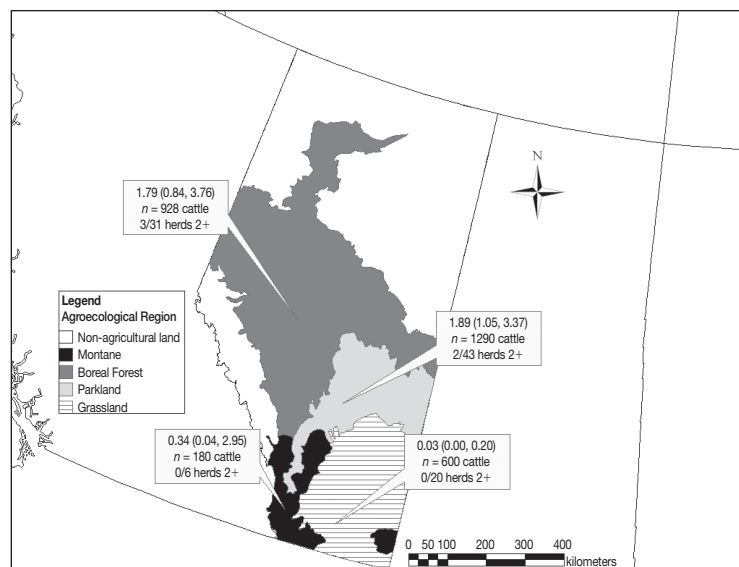 N
1.79 (0.84, 3.76)
n = 928 cattle
3/31 herds 2+
Legend
Agroecological Region
Non-agricultural land
Montane
Boreal Forest
Parkland
Grassland
1.89 (1.05, 3.37)
n = 1290 cattle
2/43 herds 2+
0.34 (0.04, 2.95)
n = 180 cattle
0/6 herds 2+
0.03 (0.00, 0.20)
n = 600 cattle
0/20 herds 2+
0 50 100 200 300 400
kilometers